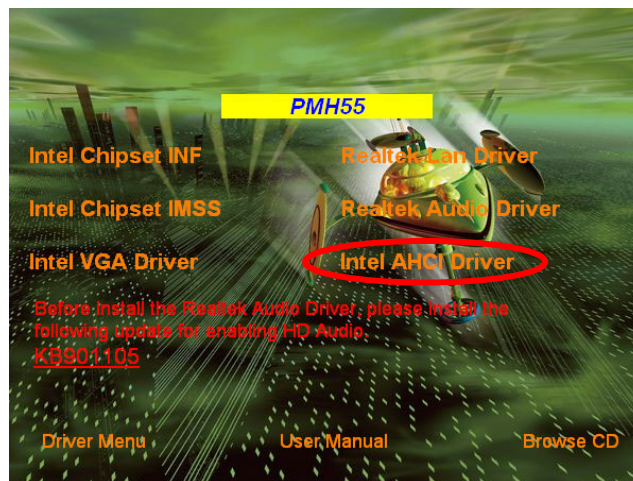 PMH55
Intel Chipset INF
Realtek Lan Driver
Intel Chipset IMSS
Realtek Audio Driver
Intel VGA Driver
Intel AHCI Driver
Before install the Realtek Audio Driver, please install the
following update for enabling HD Audio.
KB901105
Driver Menu
User Manual
Browse CD